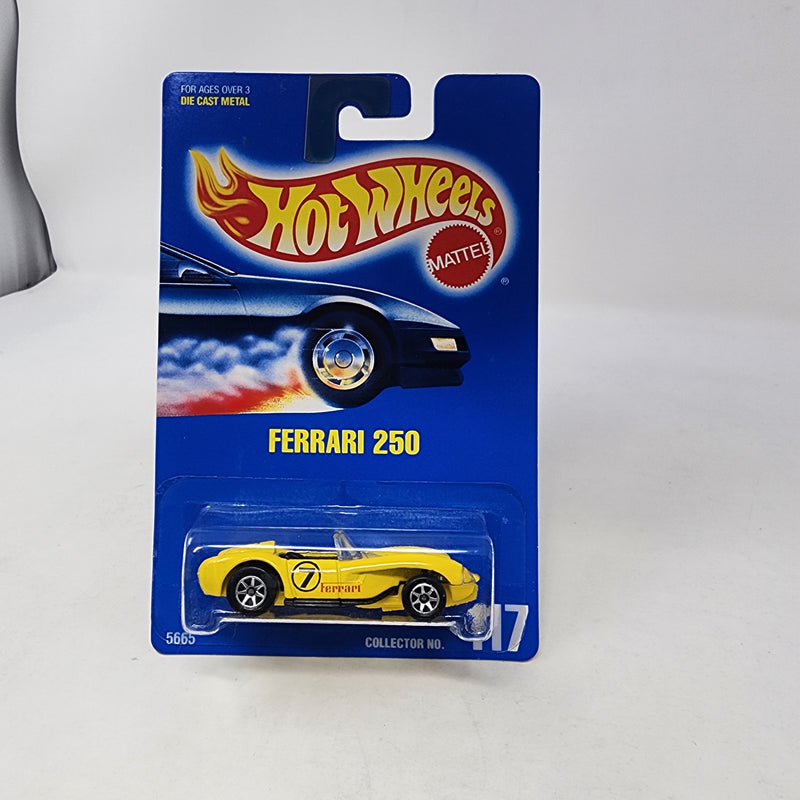 FOR AGES OVER 3
DIE CAST METAL
HOT WHEELS ®
MATTEL ®
FERRARI 250
7 Ferrari
5665 COLLECTOR NO. 117